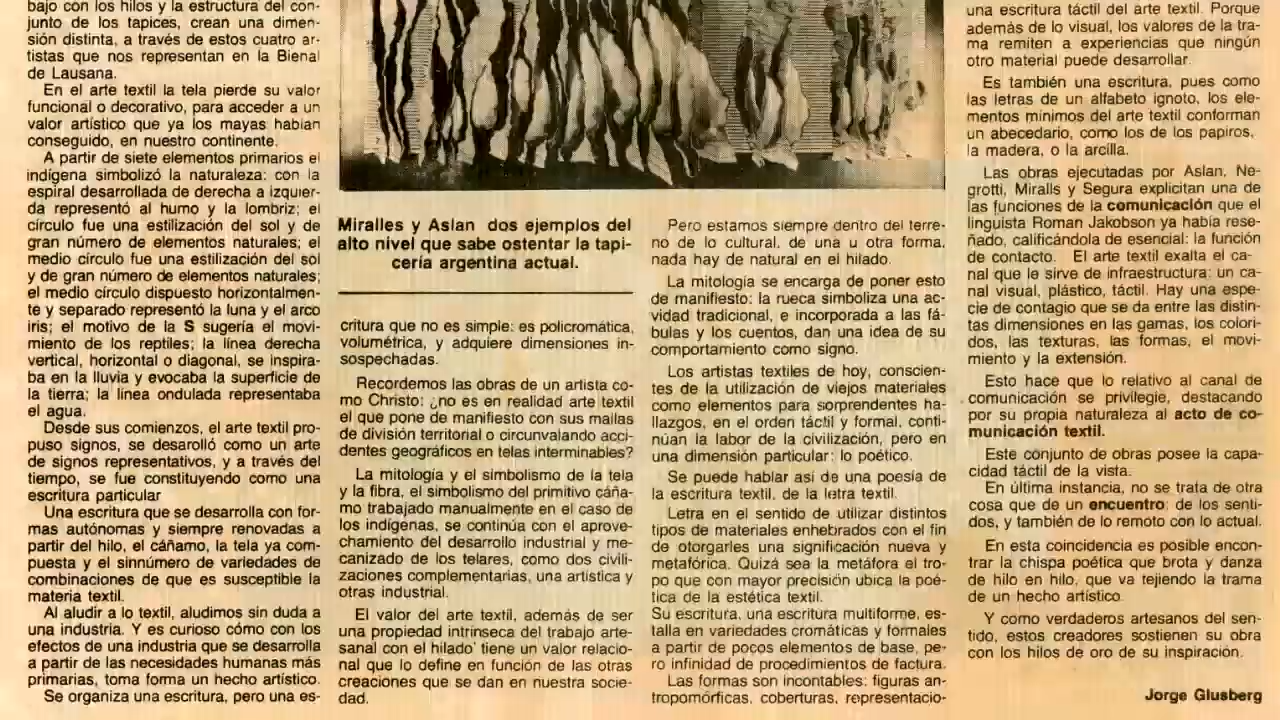 bajo con los hilos y la estructura del con-
junto de los tapices, crean una dimen-
sión distinta, a través de estos cuatro ar-
tistas que nos representan en la Bienal
de Lausana.
En el arte textil la tela pierde su valor
funcional o decorativo, para acceder a un
valor artístico que ya los mayas habían
conseguido, en nuestro continente.
A partir de siete elementos primarios el
indígena simbolizó la naturaleza: con la
espiral desarrollada de derecha a izquier-
da representó al humo y la lombriz; el
círculo fue una estilización del sol y de
gran número de elementos naturales; el
medio círculo fue una estilización del sol
y de gran número de elementos naturales;
el medio círculo dispuesto horizontalmen-
te y separado representó la luna y el arco
iris; el motivo de la S sugería el movi-
miento de los reptiles; la línea derecha
vertical, horizontal o diagonal, se inspira-
ba en la lluvia y evocaba la superficie de
la tierra; la línea ondulada representaba
el agua.
Desde sus comienzos, el arte textil pro-
puso signos, se desarolló como un arte
de signos representativos, y a través del
tiempo, se fue constituyendo como una
escritura particular
Una escritura que se desarrolla con for-
mas autónomas y siempre renovadas a
partir del hilo, el cáñamo, la tela ya com-
puesta y el sinnúmero de variedades de
combinaciones de que es susceptible la
materia textil.
Al aludir a lo textil, aludimos sin duda a
una industria. Y es curioso cómo con los
efectos de una industria que se desarrolla
a partir de las necesidades humanas más
primarias, toma forma un hecho artístico.
Se organiza una escritura, pero una es-
Miralles y Aslan dos ejemplos del
alto nivel que sabe ostentar la tapi-
cería argentina actual.
critura que no es simple: es policromática,
volumétrica, y adquiere dimensiones in-
sospechadas.
Recordemos las obras de un artista co-
mo Christo: ¿no es en realidad arte textil
el que pone de manifiesto con sus mallas
de división territorial o circunvalando acci-
dentes geográficos en telas interminables?
La mitología y el simbolismo de la tela
y la fibra, el simbolismo del primitivo cáña-
mo trabajado manualmente en el caso de
los indígenas, se continúa con el aprove-
chamiento del desarrollo industrial y me-
canizado de los telares, como dos civili-
zaciones complementarias, una artística y
otras industrial.
El valor del arte textil, además de ser
una propiedad intrínseca del trabajo arte-
sanal con el hilado' tiene un valor relacio-
nal que lo define en función de las otras
creaciones que se dan en nuestra socie-
dad.
Pero estamos siempre dentro del terre-
no de lo cultural, de una u otra forma,
nada hay de natural en el hilado.
La mitología se encarga de poner esto
de manifiesto: la rueca simboliza una ac-
vidad tradicional, e incorporada a las fá-
bulas y los cuentos, dan una idea de su
comportamiento como signo.
Los artistas textiles de hoy, conscien-
tes de la utilización de viejos materiales
como elementos para sorprendentes ha-
llazgos, en el orden táctil y formal, conti-
núan la labor de la civilización, pero en
una dimensión particular: lo poético.
Se puede hablar así de una poesía de
la escritura textil, de la letra textil.
Letra en el sentido de utilizar distintos
tipos de materiales enhebrados con el fin
de otorgarles una significación nueva y
metafórica. Quizá sea la metáfora el tro-
po que con mayor precisión ubica la poé-
tica de la estética textil.
Su escritura, una escritura multiforme, es-
talla en variedades cromáticas y formales
a partir de poços elementos de base, pe-
ro infinidad de procedimientos de factura.
Las formas son incontables: figuras an-
tropomórficas, coberturas, representacio-
una escritura táctil del arte textil. Porque
además de lo visual, los valores de la tra-
ma remiten a experiencias que ningún
otro material puede desarrollar.
Es también una escritura, pues como
las letras de un alfabeto ignoto, los ele-
mentos mínimos del arte textil conforman
un abecedario, como los de los papiros,
la madera, o la arcilla.
Las obras ejecutadas por Aslan, Ne-
grotti, Miralls y Segura explicitan una de
las funciones de la comunicación que el
linguista Roman Jakobson ya había rese-
ñado, calificándola de esencial: la función
de contacto. El arte textil exalta el ca-
nal que le sirve de infraestructura: un ca-
nal visual, plástico, táctil. Hay una espe-
cie de contagio que se da entre las distin-
tas dimensiones en las gamas, los colori-
dos, las texturas, las formas, el movi-
miento y la extensión.
Esto hace que lo relativo al canal de
comunicación se privilegie, destacando
por su propia naturaleza al acto de co-
municación textil.
Este conjunto de obras posee la capa-
cidad táctil de la vista.
En última instancia, no se trata de otra
cosa que de un encuentro: de los senti-
dos, y también de lo remoto con lo actual.
En esta coincidencia es posible encon-
trar la chispa poética que brota y danza
de hilo en hilo, que va tejiendo la trama
de un hecho artístico.
Y como verdaderos artesanos del sen-
tido, estos creadores sostienen su obra
con los hilos de oro de su inspiración.
Jorge Glusberg